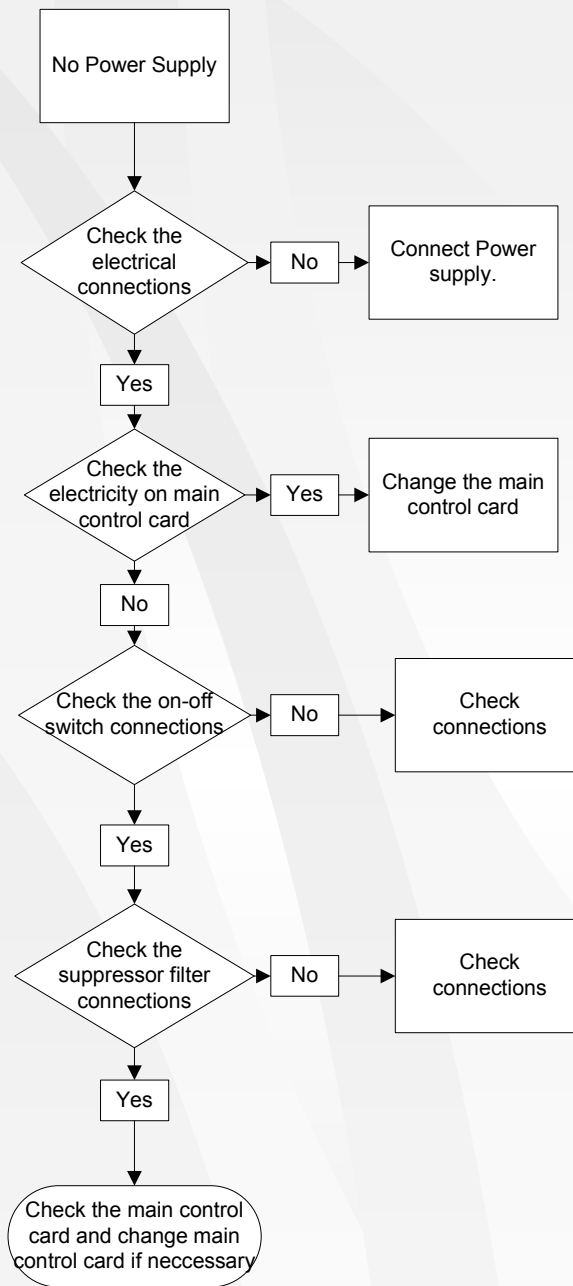 No Power Supply
Check the
electrical
connections
No
Connect Power
supply.
Yes
Check the
electricity on main
control card
Yes
Change the main
control card
No
Check the on-off
switch connections
No
Check
connections
Yes
Check the
suppressor filter
connections
No
Check
connections
Yes
Check the main control
card and change main
control card if neccessary